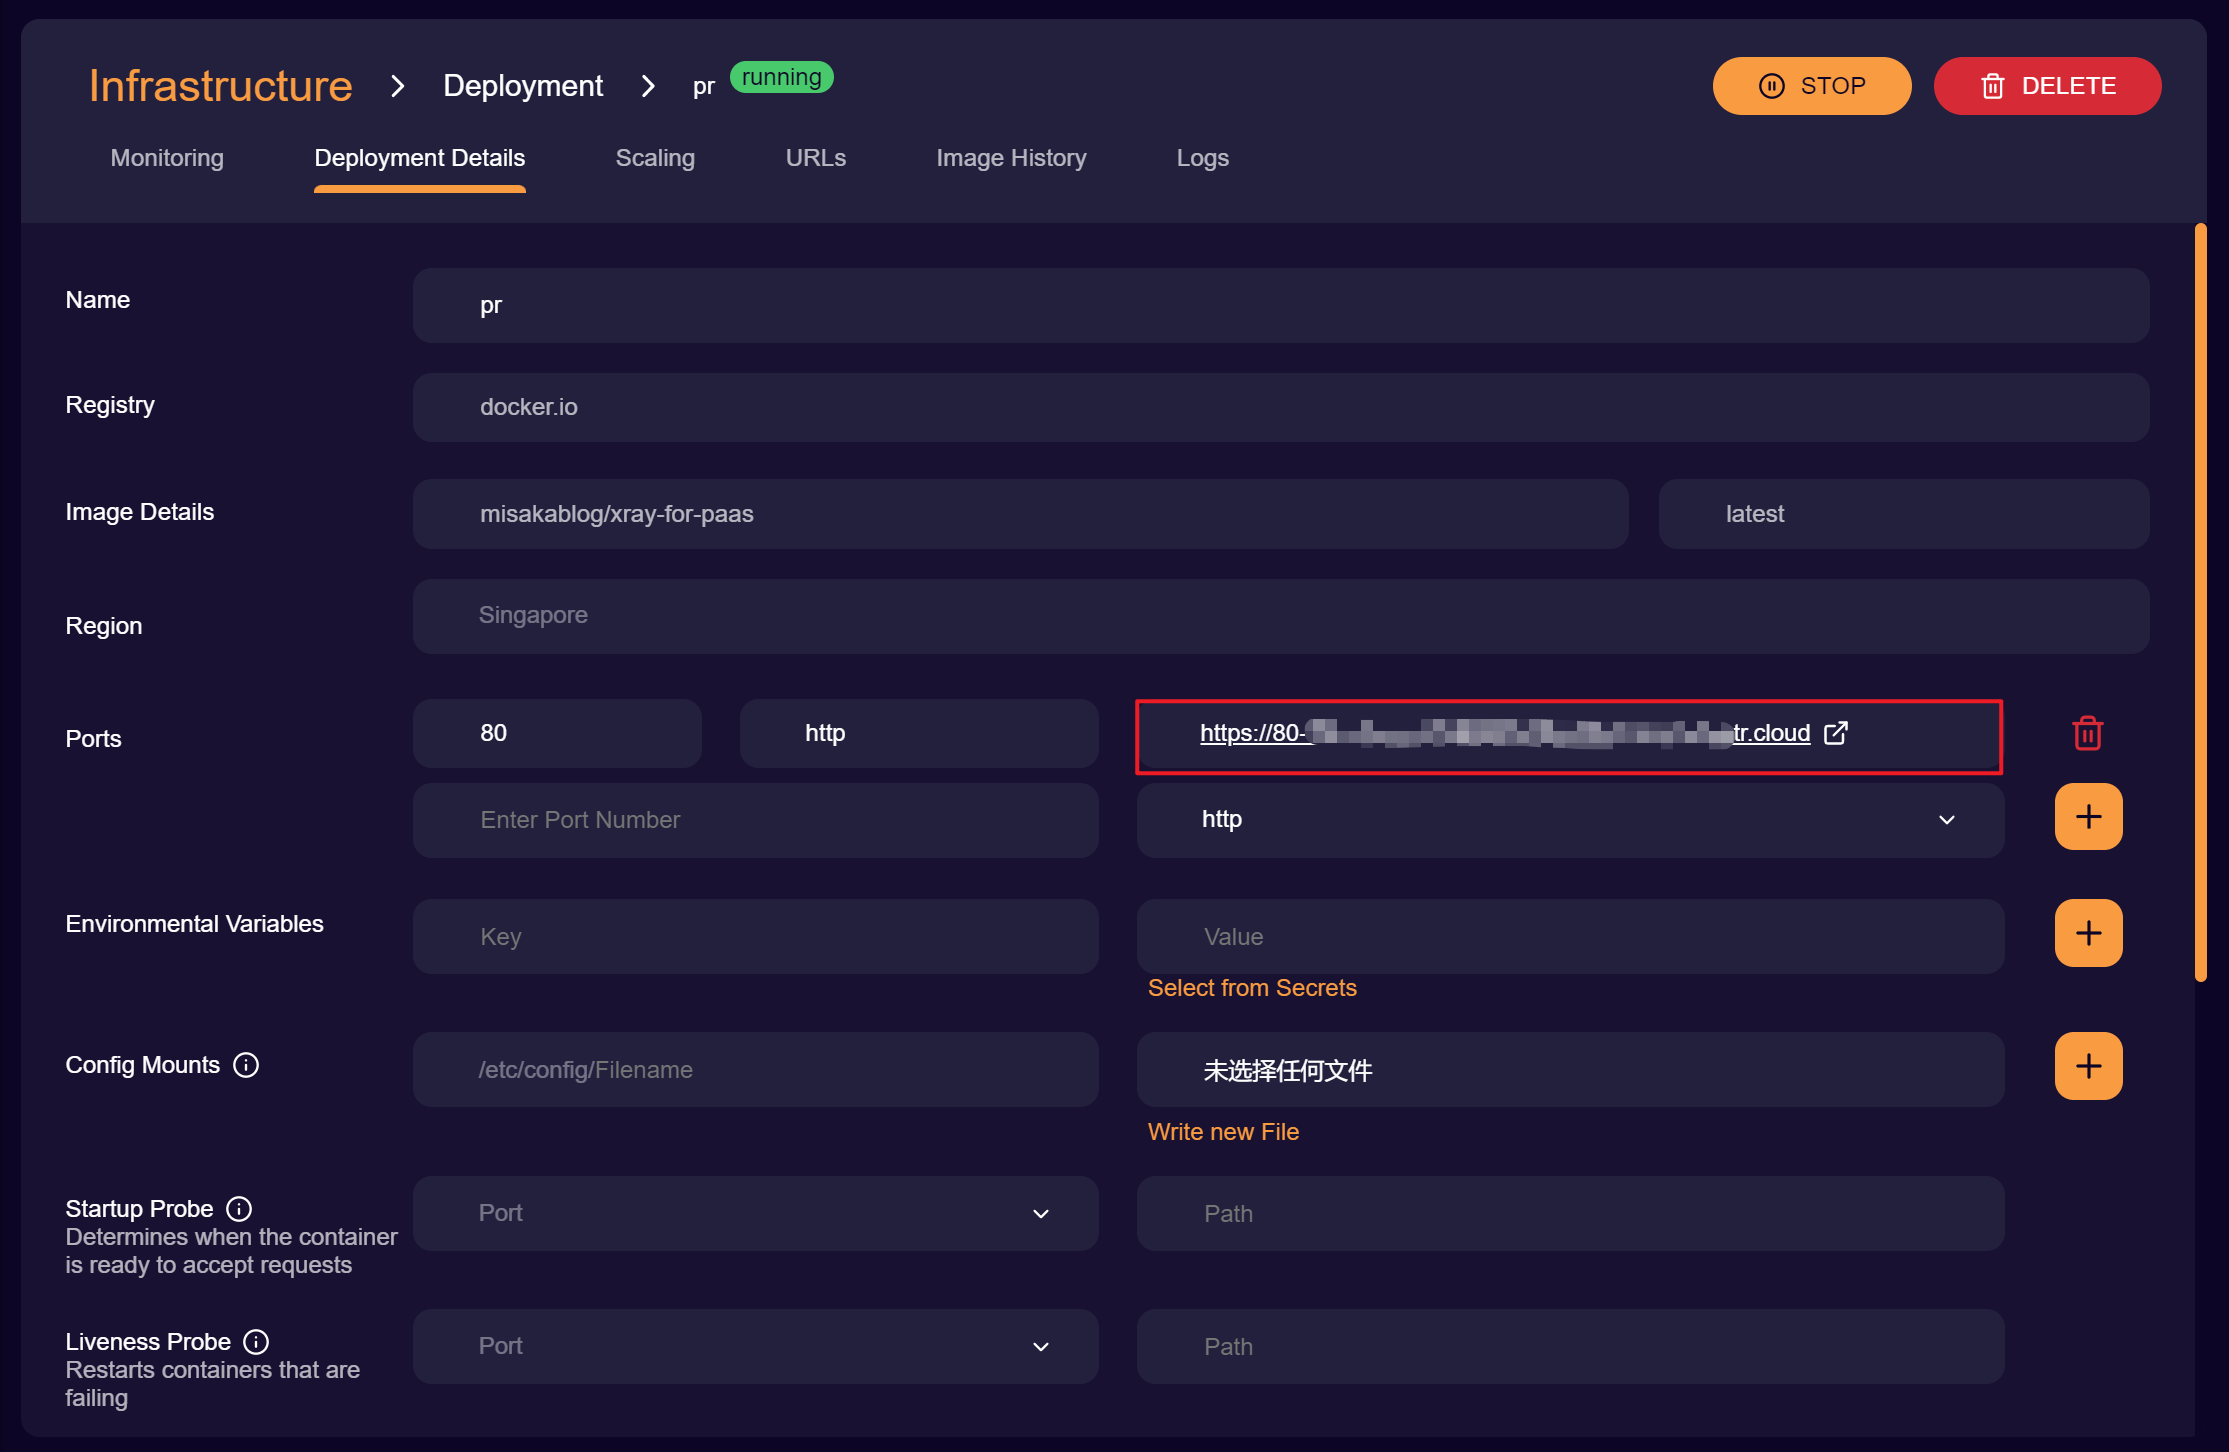 Infrastructure > Deployment > pr running
STOP
DELETE
Monitoring
Deployment Details
Scaling
URLs
Image History
Logs
Name
pr
Registry
docker.io
Image Details
misakablog/xray-for-paas
latest
Region
Singapore
Ports
80
http
https://80-
tr.cloud
Enter Port Number
http
Environmental Variables
Key
Value
Select from Secrets
Config Mounts
/etc/config/Filename
未选择任何文件
Write new File
Startup Probe
Determines when the container
is ready to accept requests
Port
Path
Liveness Probe
Restarts containers that are
failing
Port
Path